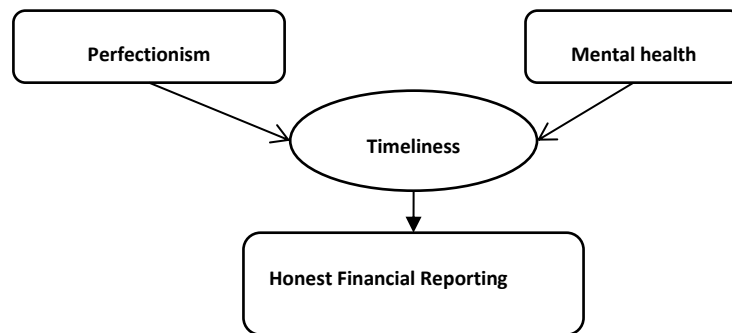 Perfectionism
Mental health
Timeliness
Honest Financial Reporting